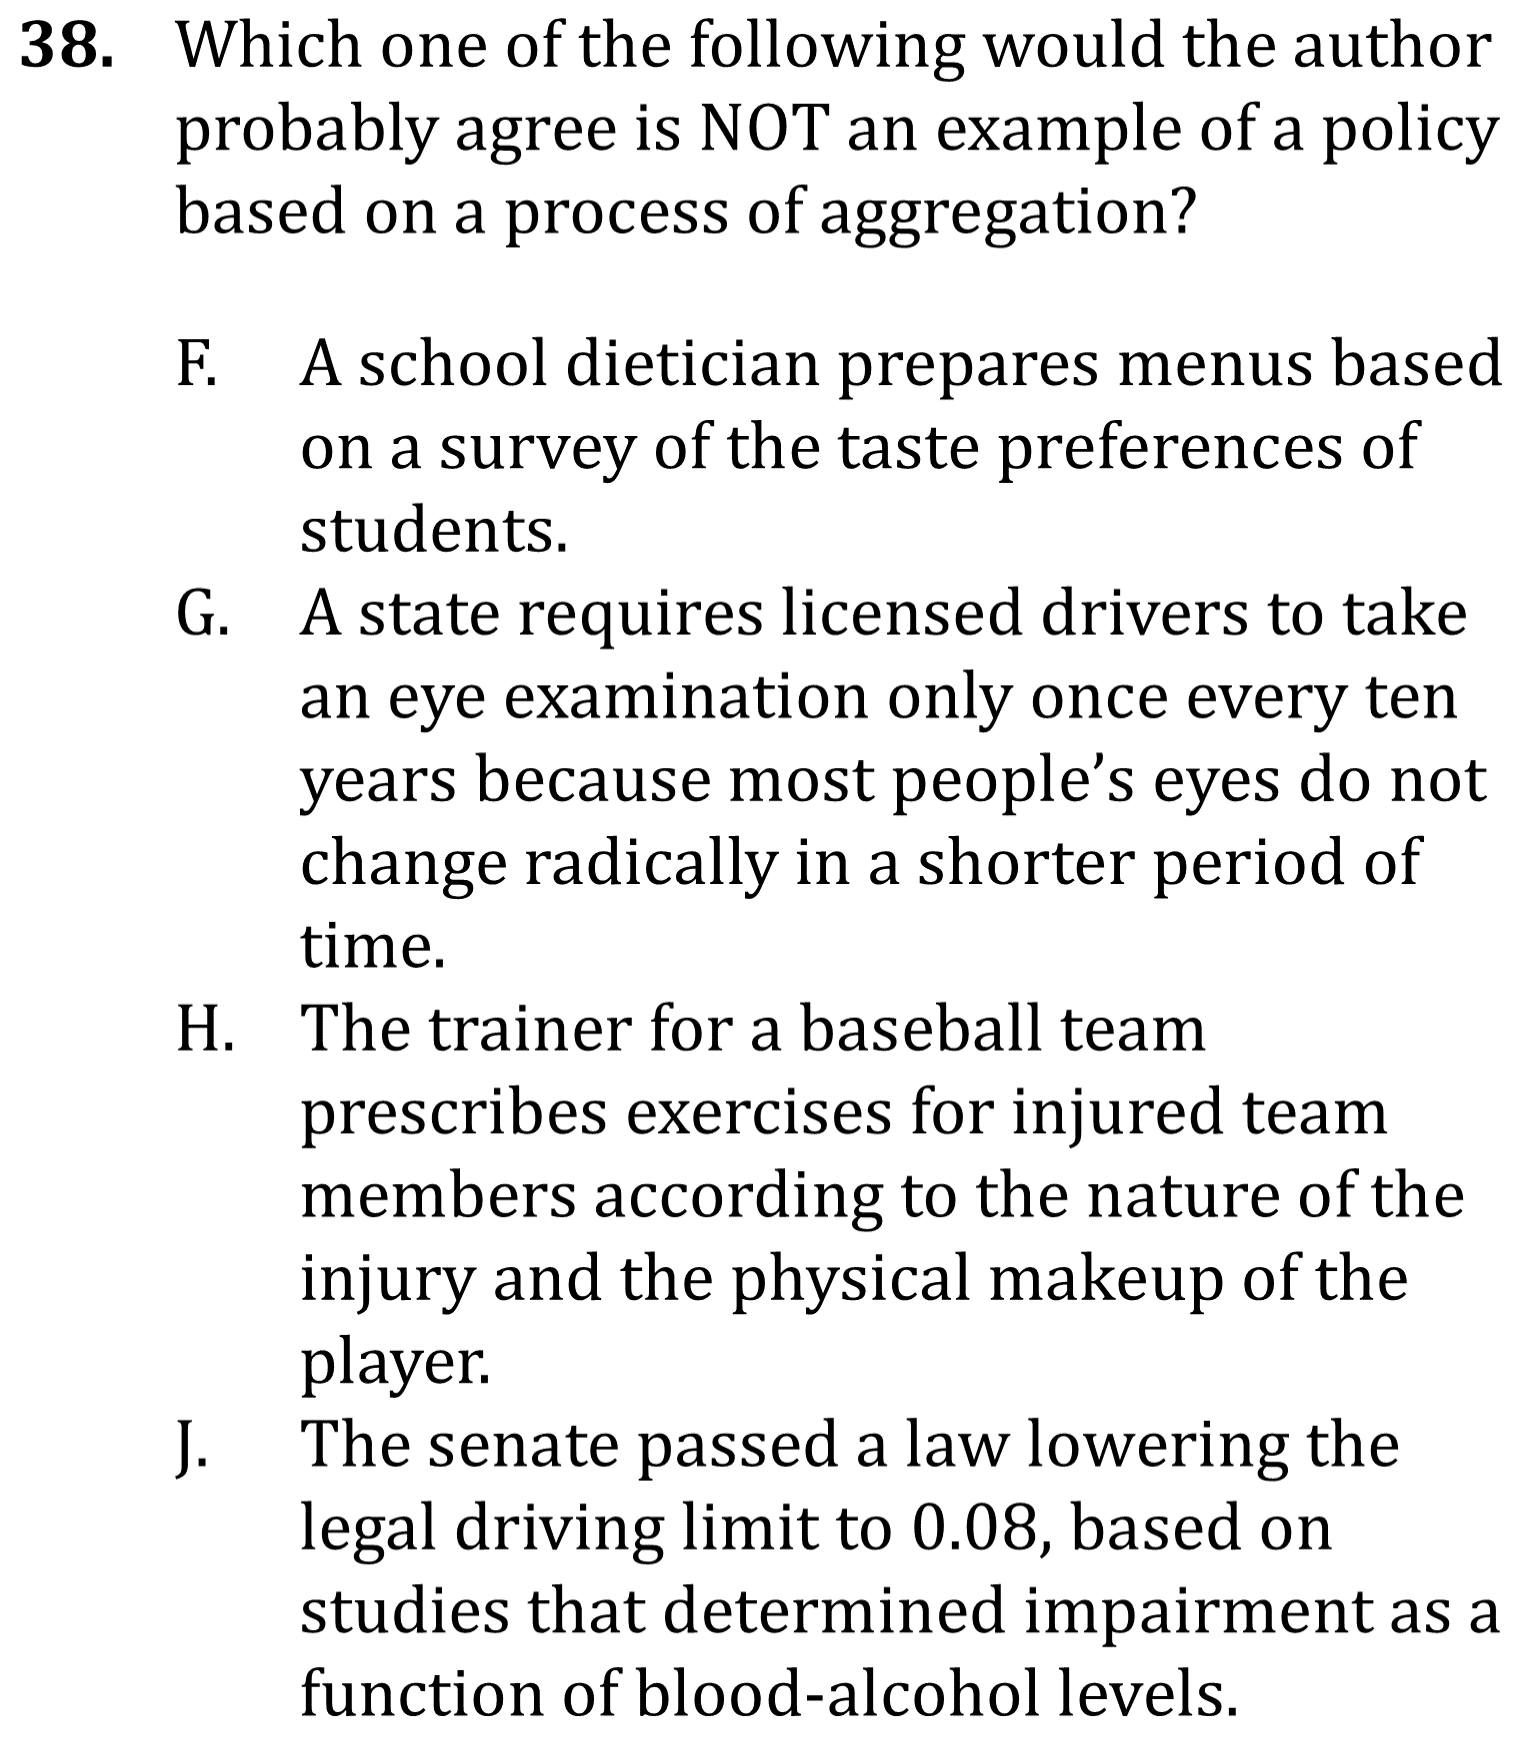 38. Which one of the following would the author
probably agree is NOT an example of a policy
based on a process of aggregation?
F. A school dietician prepares menus based
on a survey of the taste preferences of
students.
G. A state requires licensed drivers to take
an eye examination only once every ten
years because most people’s eyes do not
change radically in a shorter period of
time.
H. The trainer for a baseball team
prescribes exercises for injured team
members according to the nature of the
injury and the physical makeup of the
player.
J. The senate passed a law lowering the
legal driving limit to 0.08, based on
studies that determined impairment as a
function of blood-alcohol levels.